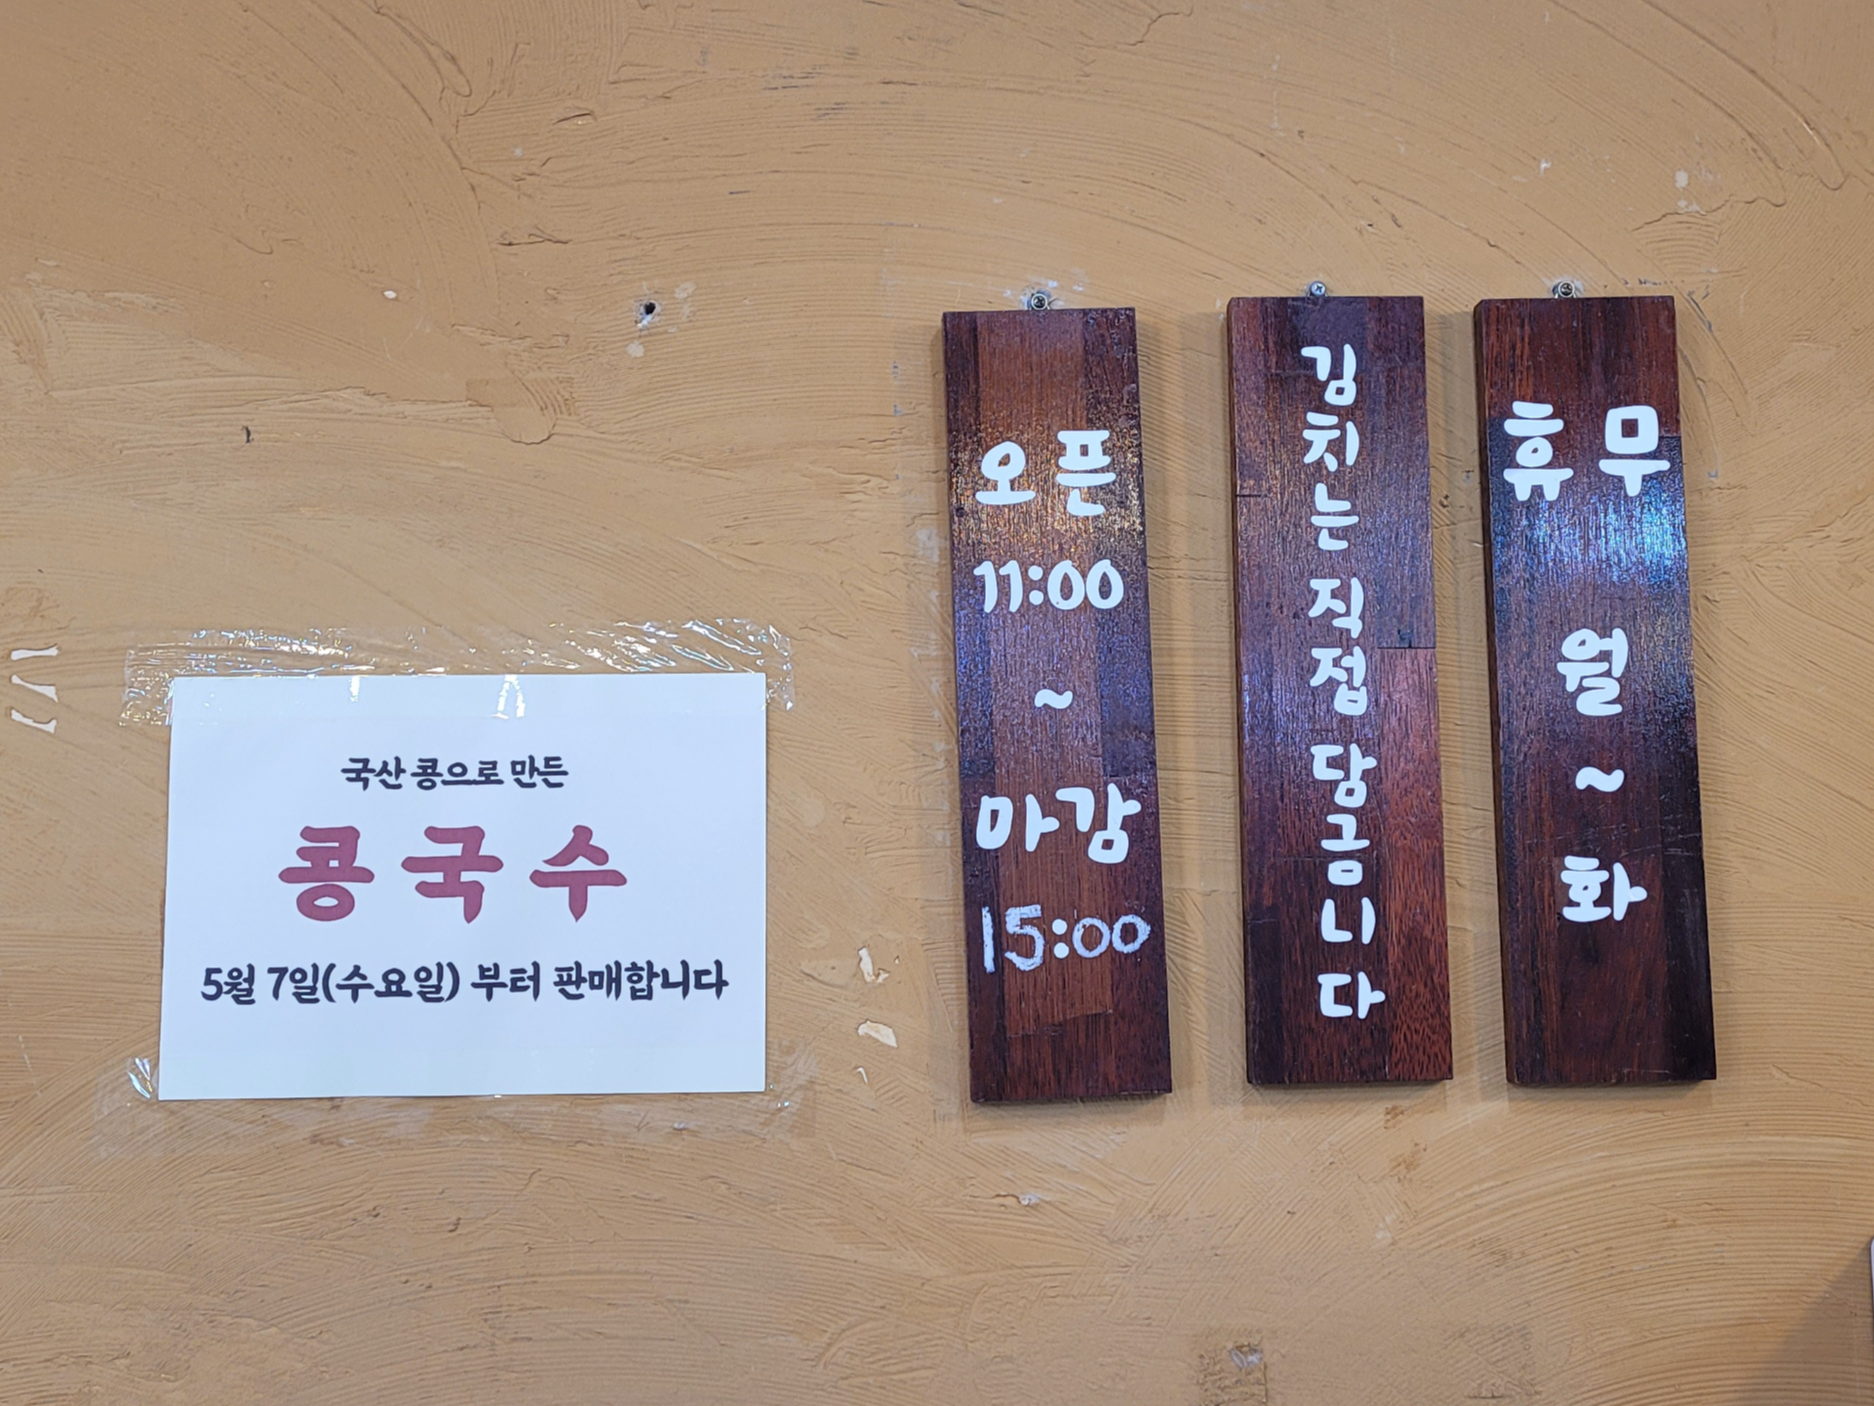 국산 콩으로 만든
콩국수
5월 7일(수요일) 부터 판매합니다
오픈
11:00
~
마감
15:00
김치는 직접 담금니다
휴무
월
~
화